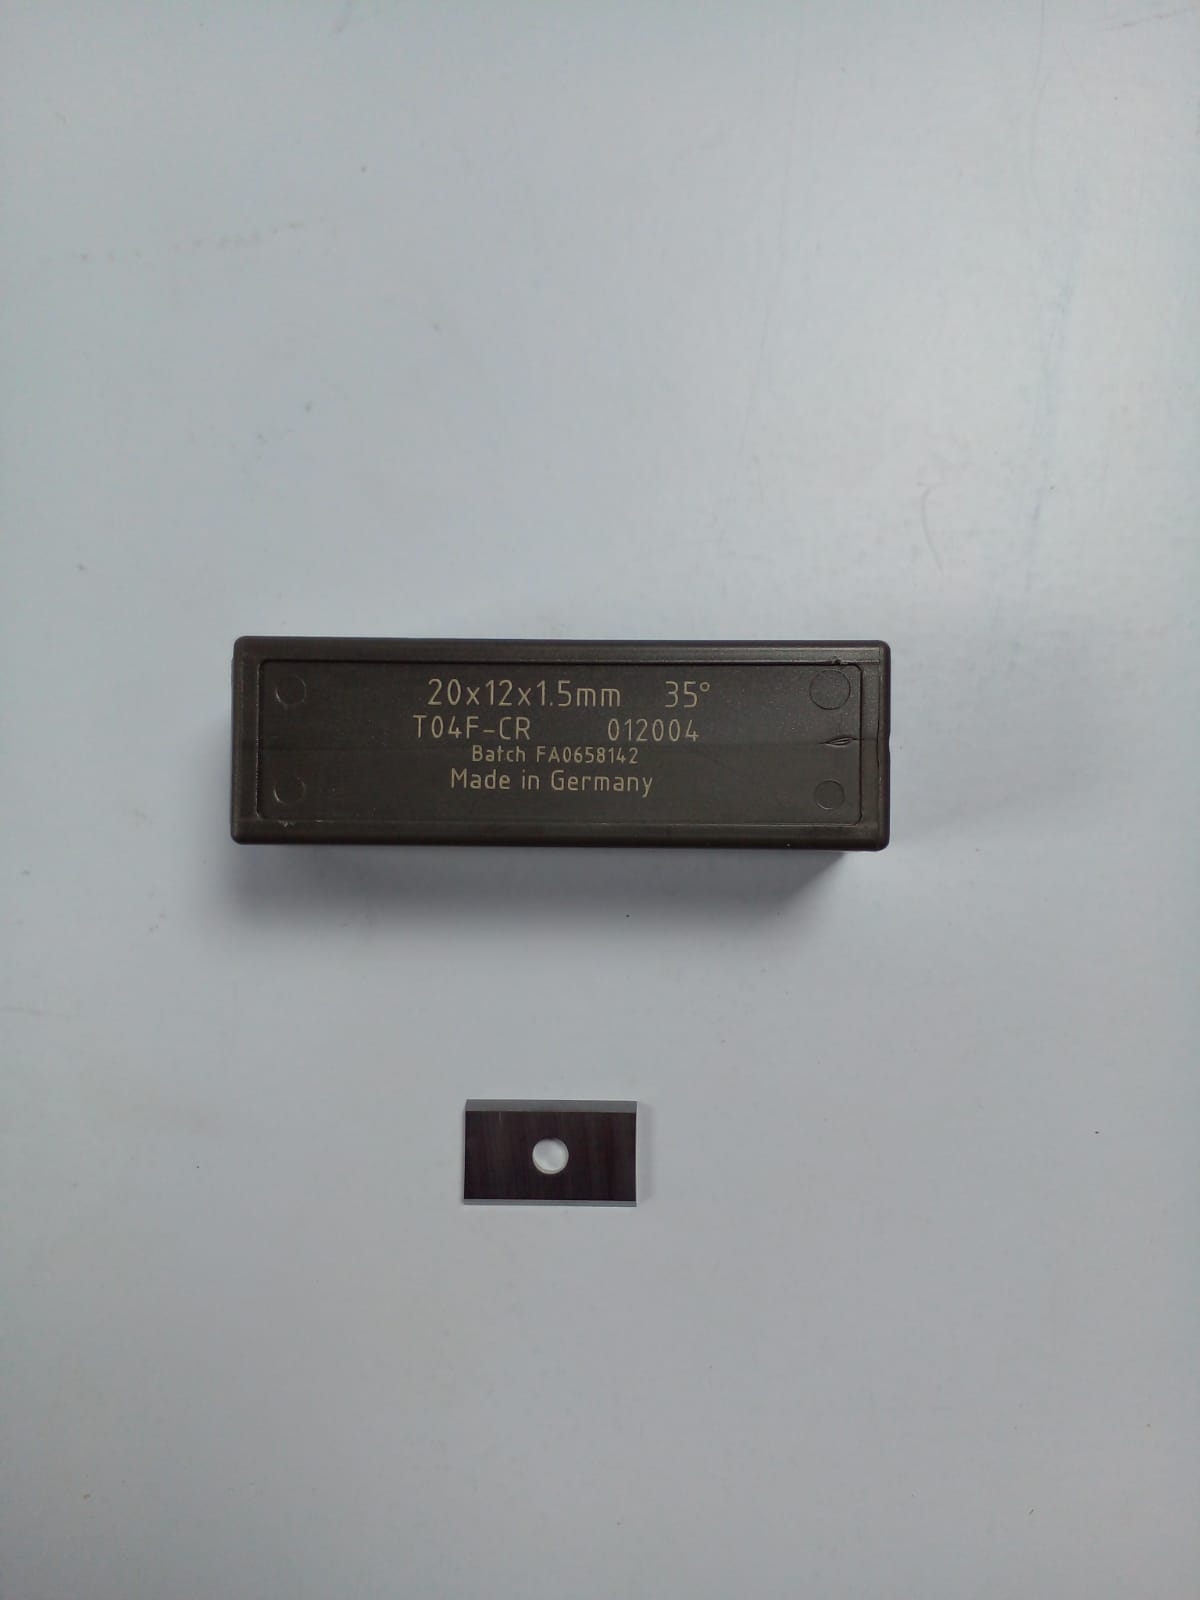 20x12x1.5mm 35°
T04F-CR 012004
Batch FA0658142
Made in Germany